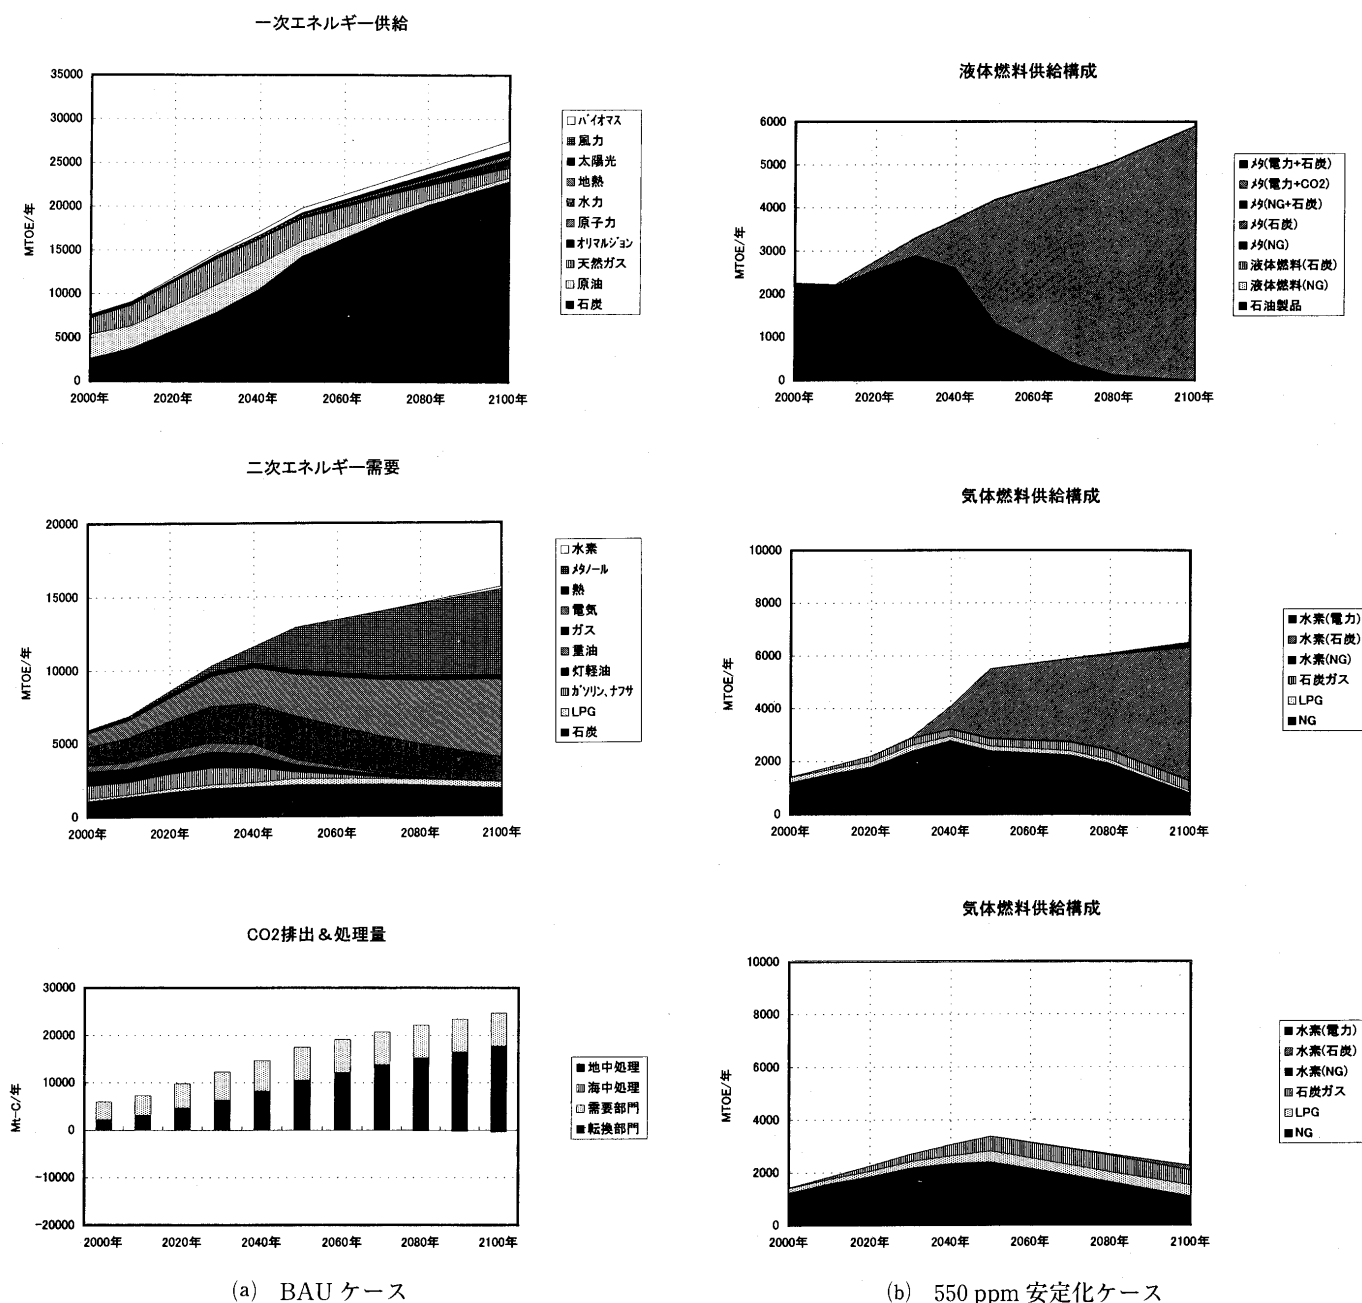 一次エネルギー供給
35000
30000
25000
20000
15000
10000
5000
0
MTOE/年
2000年 2020年 2040年 2060年 2080年 2100年
バイオマス
風力
太陽光
地熱
水力
原子力
オリマルジョン
天然ガス
原油
石炭
二次エネルギー需要
20000
15000
10000
5000
0
MTOE/年
2000年 2020年 2040年 2060年 2080年 2100年
水素
メタノール
熱
電気
ガス
重油
灯軽油
ガソリン、ナフサ
LPG
石炭
CO2排出&処理量
30000
20000
10000
0
-10000
-20000
Mt-C/年
2000年 2020年 2040年 2060年 2080年 2100年
地中処理
海中処理
需要部門
転換部門
(a) BAU ケース
液体燃料供給構成
6000
5000
4000
3000
2000
1000
0
MTOE/年
2000年 2020年 2040年 2060年 2080年 2100年
メタ(電力+石炭)
メタ(電力+CO2)
メタ(NG+石炭)
メタ(石炭)
メタ(NG)
液体燃料(石炭)
液体燃料(NG)
石油製品
気体燃料供給構成
10000
8000
6000
4000
2000
0
MTOE/年
2000年 2020年 2040年 2060年 2080年 2100年
水素(電力)
水素(石炭)
水素(NG)
石炭ガス
LPG
NG
気体燃料供給構成
10000
8000
6000
4000
2000
0
MTOE/年
2000年 2020年 2040年 2060年 2080年 2100年
水素(電力)
水素(石炭)
水素(NG)
石炭ガス
LPG
NG
(b) 550 ppm 安定化ケース